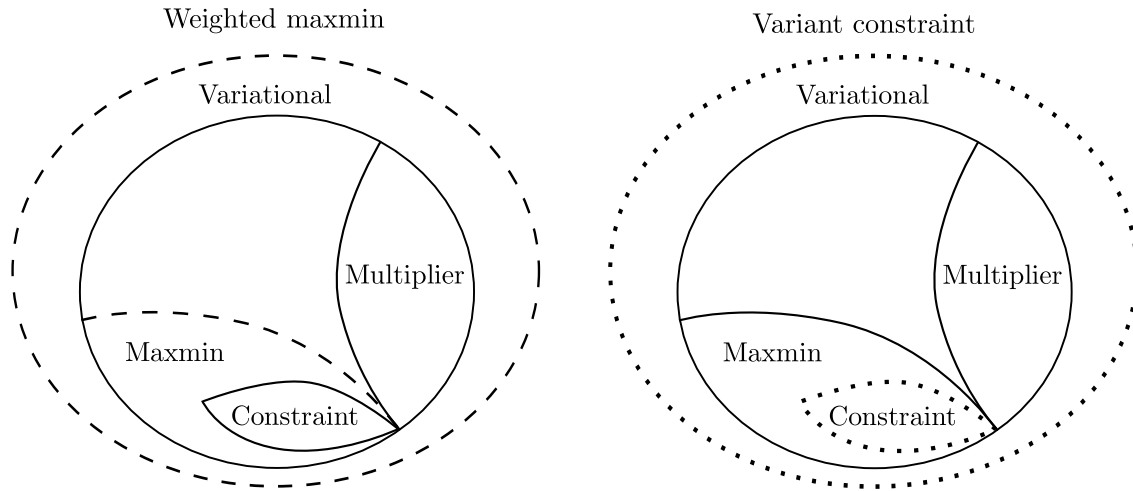 Weighted maxmin
Variational
Multiplier
Maxmin
Constraint
Variant constraint
Variational
Multiplier
Maxmin
Constraint